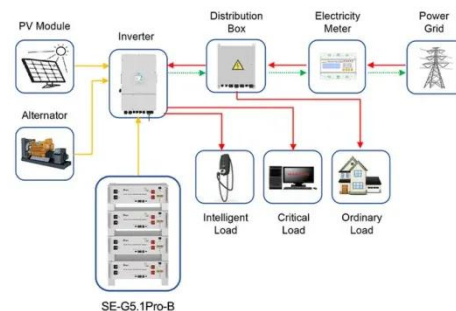 PV Module
Inverter
Distribution
Box
Electricity
Meter
Power
Grid
Alternator
Intelligent
Load
Critical
Load
Ordinary
Load
SE-G5.1Pro-B